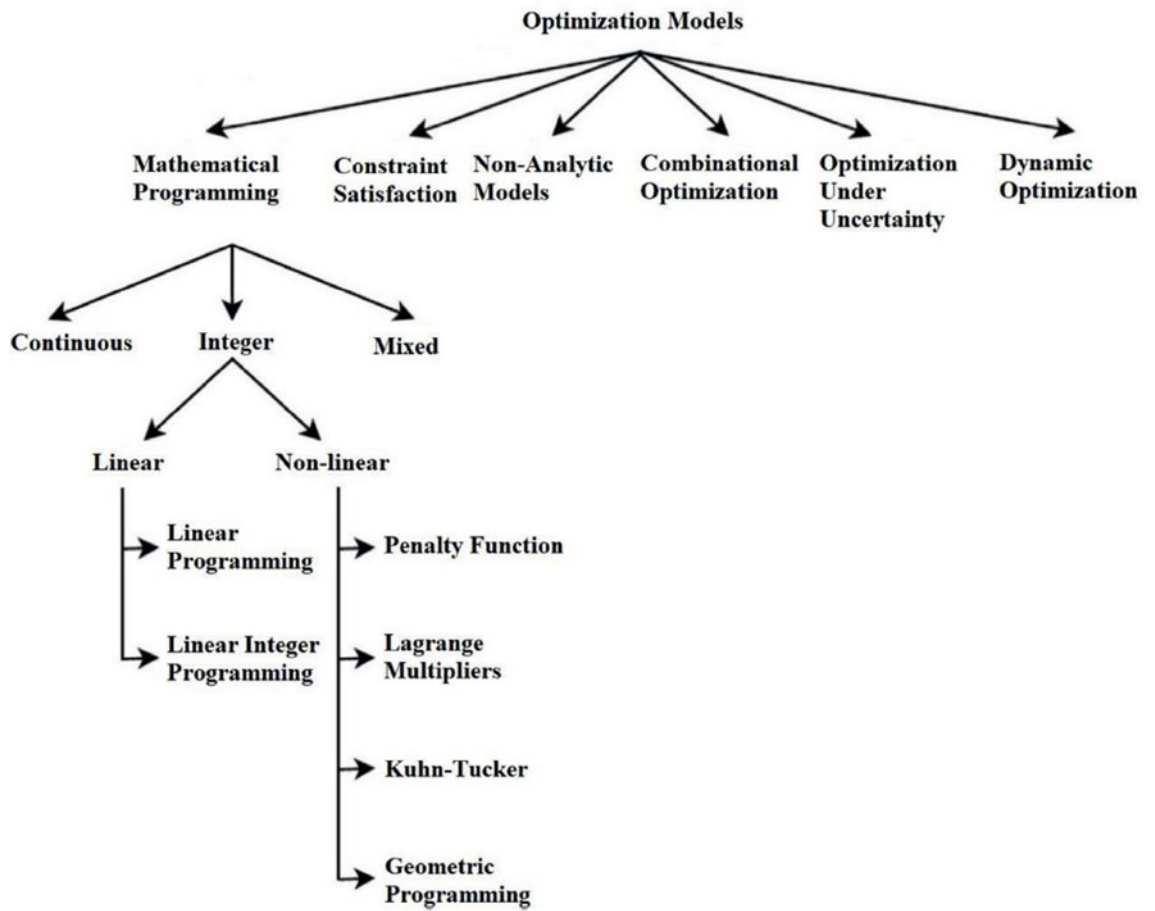 Optimization Models
Mathematical
Programming
Constraint
Satisfaction
Non-Analytic
Models
Combinational
Optimization
Optimization
Under
Uncertainty
Dynamic
Optimization
Continuous
Integer
Mixed
Linear
Non-linear
Linear
Programming
Linear Integer
Programming
Penalty Function
Lagrange
Multipliers
Kuhn-Tucker
Geometric
Programming